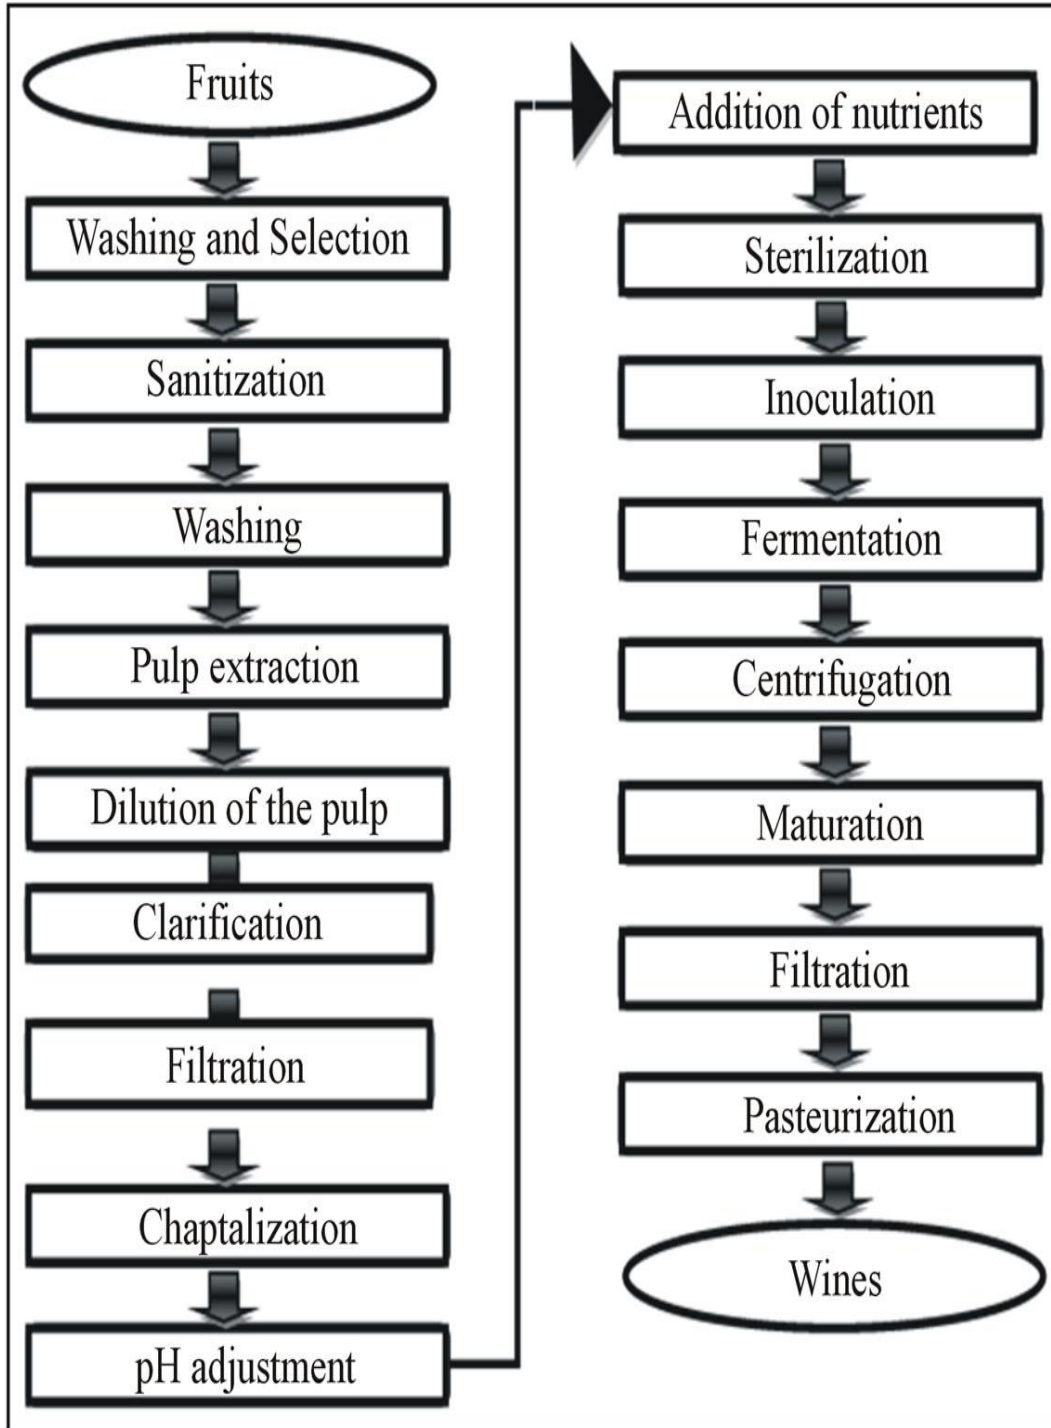 Fruits
Washing and Selection
Sanitization
Washing
Pulp extraction
Dilution of the pulp
Clarification
Filtration
Chaptalization
pH adjustment
Addition of nutrients
Sterilization
Inoculation
Fermentation
Centrifugation
Maturation
Filtration
Pasteurization
Wines